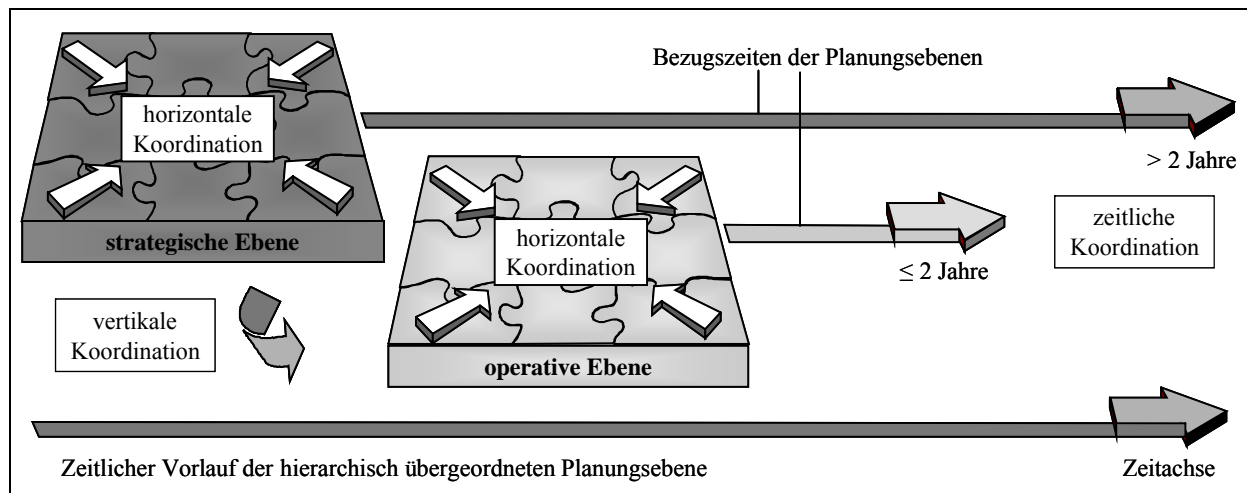 Bezugszeiten der Planungsebenen
horizontale
Koordination
> 2 Jahre
strategische Ebene
horizontale
Koordination
zeitliche
Koordination
≤ 2 Jahre
vertikale
Koordination
operative Ebene
Zeitlicher Vorlauf der hierarchisch übergeordneten Planungsebene
Zeitachse